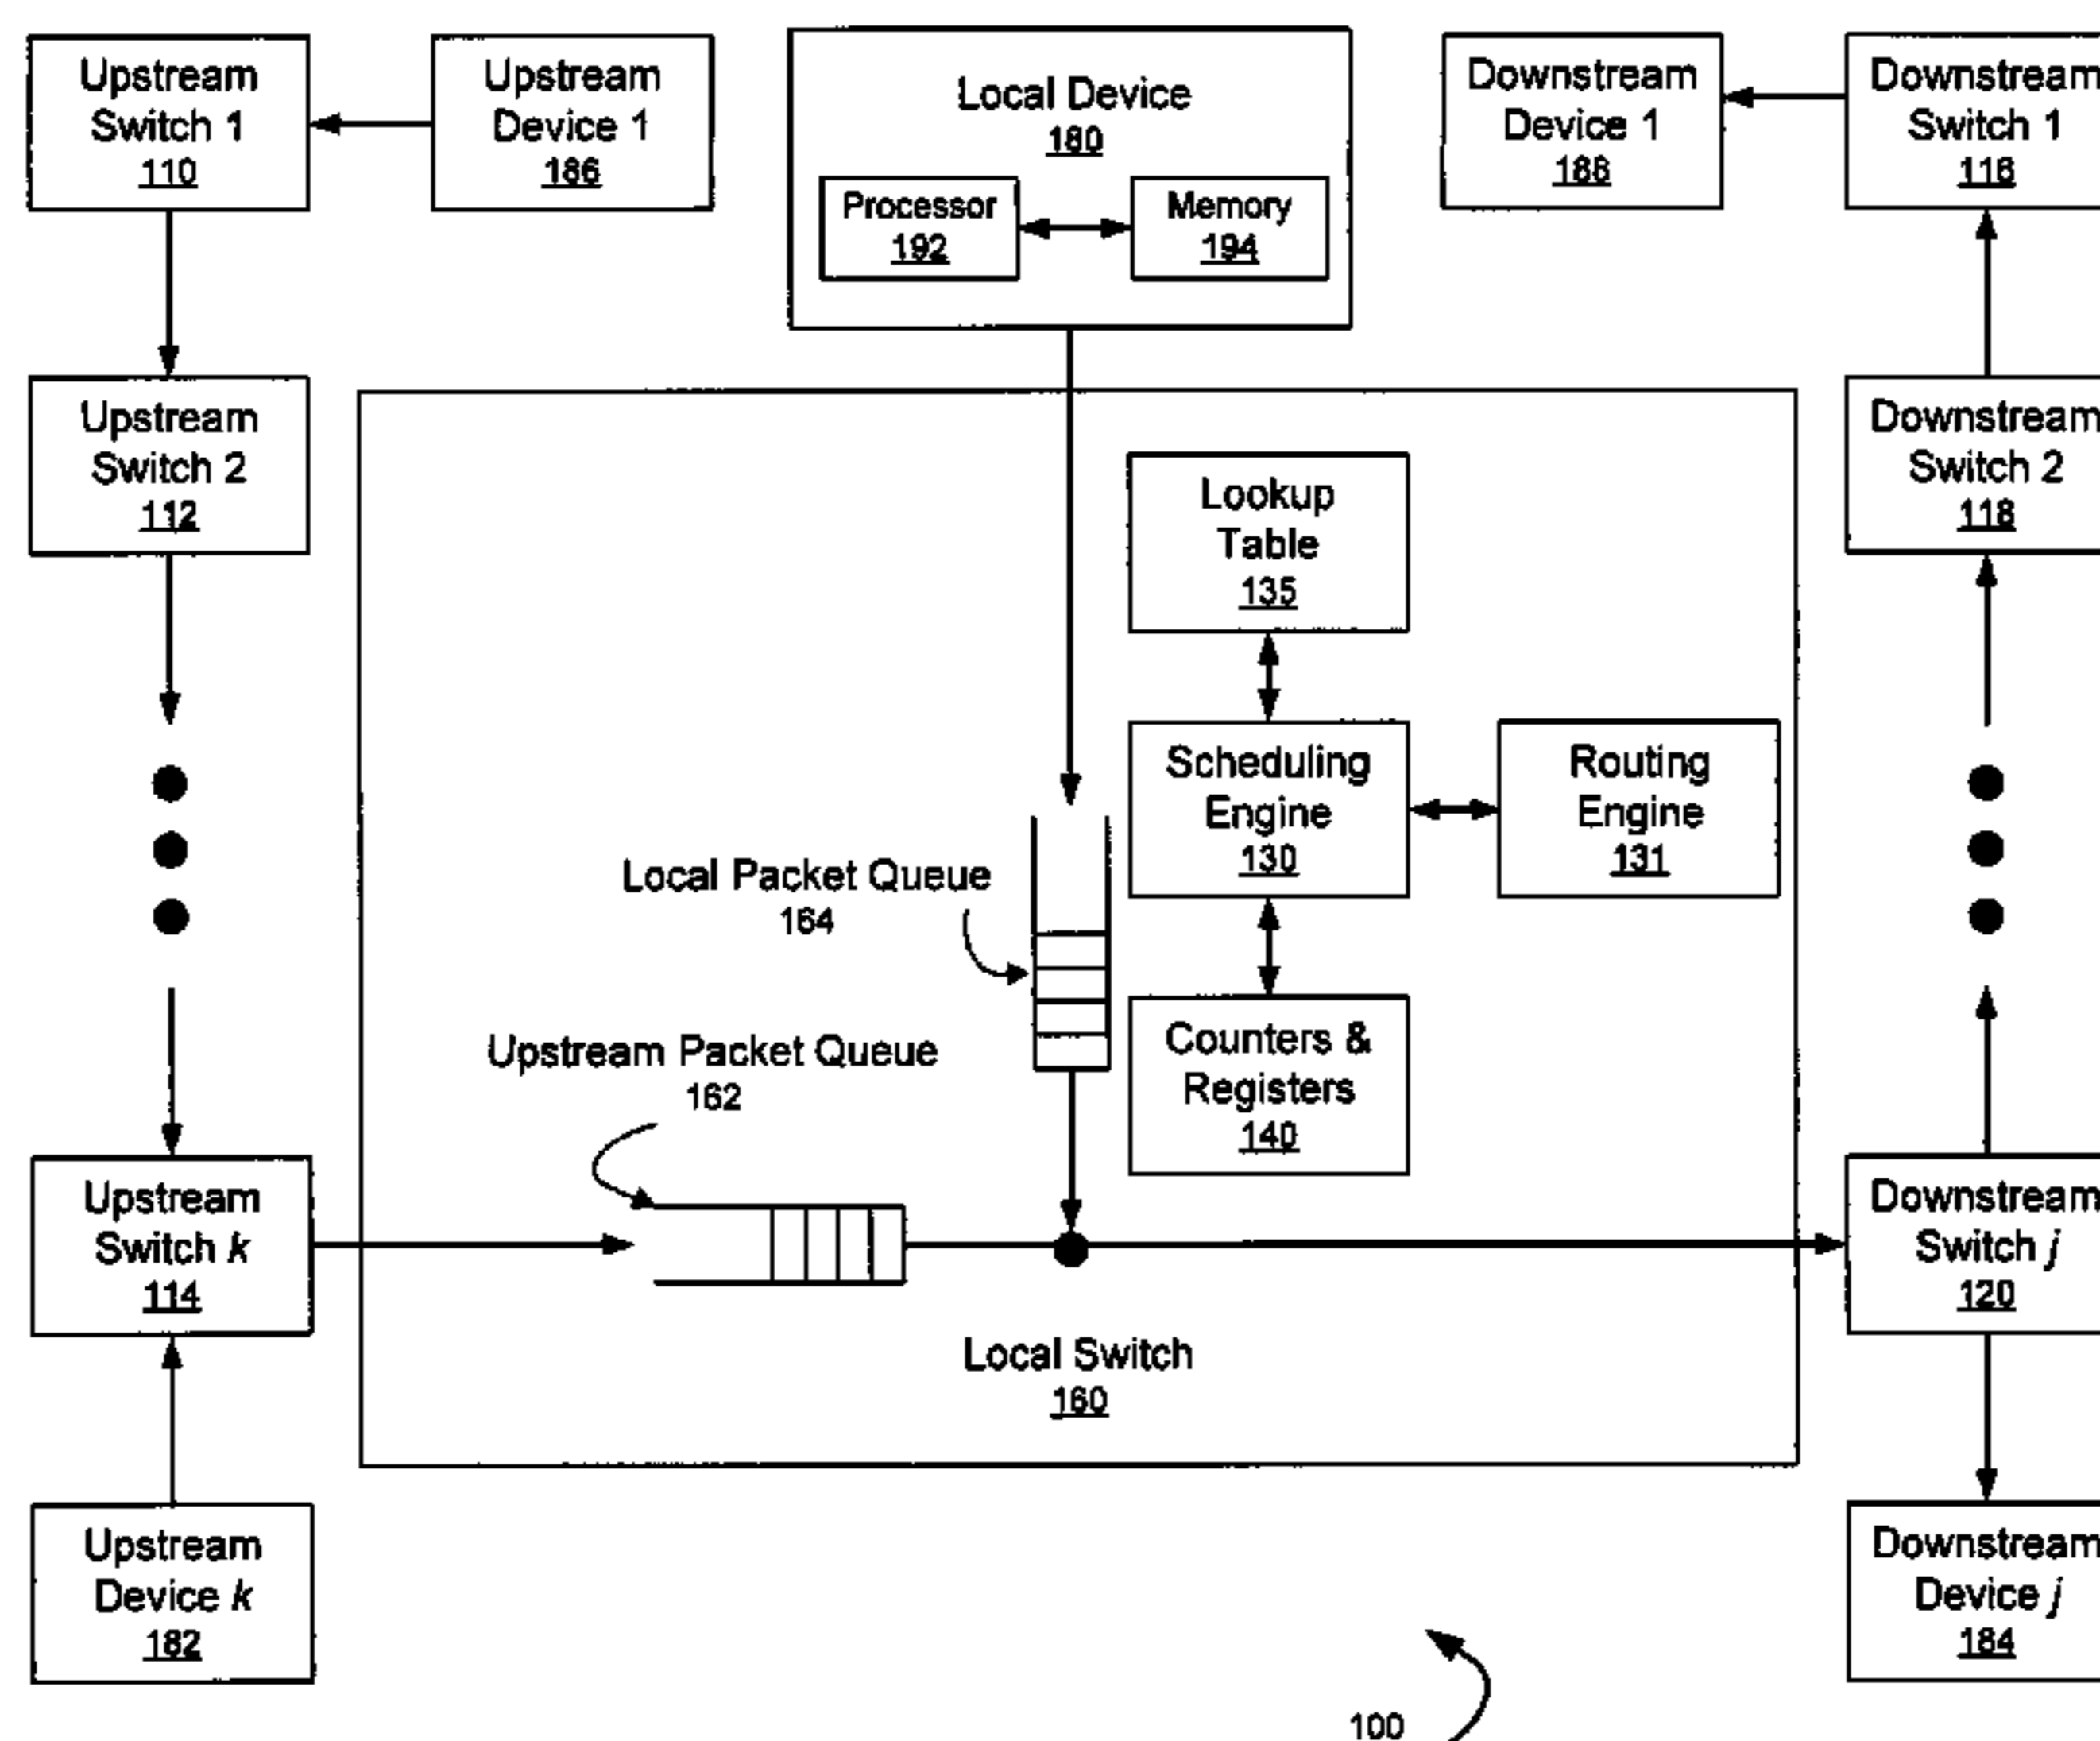 Upstream
Switch 1
110
Upstream
Device 1
186
Local Device
180
Processor
192
Memory
194
Downstream
Device 1
188
Downstream
Switch 1
116
Upstream
Switch 2
112
Downstream
Switch 2
118
Lookup
Table
135
Scheduling
Engine
130
Routing
Engine
131
Local Packet Queue
164
Counters &
Registers
140
Upstream Packet Queue
162
Upstream
Switch k
114
Downstream
Switch j
120
Local Switch
160
Upstream
Device k
182
Downstream
Device j
184
100